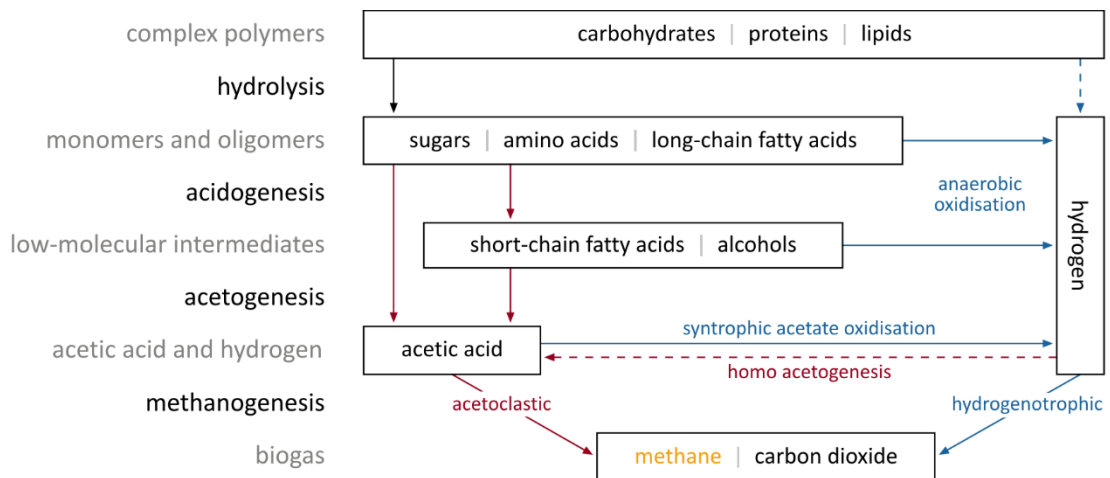 complex polymers
carbohydrates | proteins | lipids
hydrolysis
monomers and oligomers
sugars | amino acids | long-chain fatty acids
acidogenesis
anaerobic
oxidisation
hydrogen
low-molecular intermediates
short-chain fatty acids | alcohols
acetogenesis
syntrophic acetate oxidisation
acetic acid and hydrogen
acetic acid
homo acetogenesis
methanogenesis
acetoclastic
hydrogenotrophic
biogas
methane | carbon dioxide